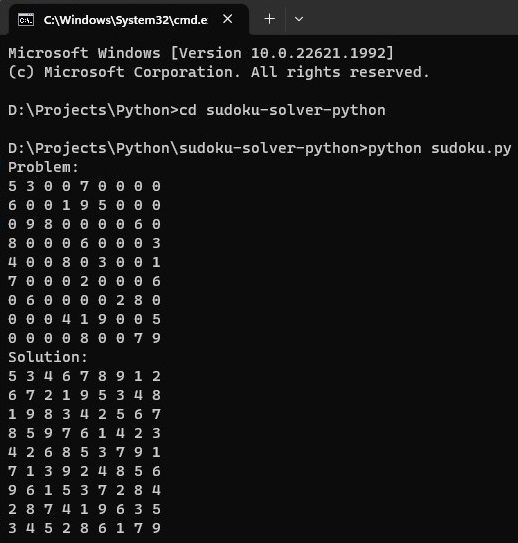 C:\Windows\System32\cmd.e
Microsoft Windows [Version 10.0.22621.1992]
(c) Microsoft Corporation. All rights reserved.
D:\Projects\Python>cd sudoku-solver-python
D:\Projects\Python\sudoku-solver-python>python sudoku.py
Problem:
5 3 0 0 7 0 0 0 0
6 0 0 1 9 5 0 0 0
0 9 8 0 0 0 0 6 0
8 0 0 0 6 0 0 0 3
4 0 0 8 0 3 0 0 1
7 0 0 0 2 0 0 0 6
0 6 0 0 0 0 2 8 0
0 0 0 4 1 9 0 0 5
0 0 0 0 8 0 0 7 9
Solution:
5 3 4 6 7 8 9 1 2
6 7 2 1 9 5 3 4 8
1 9 8 3 4 2 5 6 7
8 5 9 7 6 1 4 2 3
4 2 6 8 5 3 7 9 1
7 1 3 9 2 4 8 5 6
9 6 1 5 3 7 2 8 4
2 8 7 4 1 9 6 3 5
3 4 5 2 8 6 1 7 9